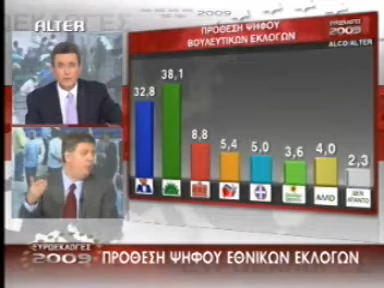 ALTER
ΠΡΟΘΕΣΗ ΨΗΦΟΥ
ΒΟΥΛΕΥΤΙΚΩΝ ΕΚΛΟΓΩΝ
ΕΥΡΩΕΚΛΟΓΕΣ
2009
ALCO/ALTER
32,8
38,1
8,8
5,4
5,0
3,6
4,0
2,3
ΑΛΛΟ
ΔΕΝ
ΑΠΑΝΤΩ
ΕΥΡΩΕΚΛΟΓΕΣ
2009
ΠΡΟΘΕΣΗ ΨΗΦΟΥ ΕΘΝΙΚΩΝ ΕΚΛΟΓΩΝ